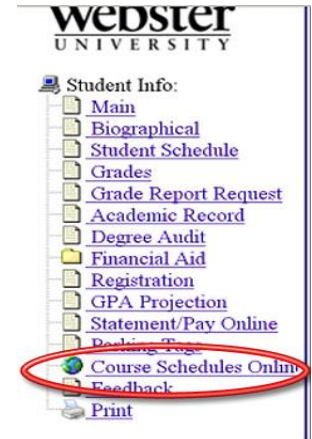 Webster
UNIVERSITY
Student Info:
Main
Biographical
Student Schedule
Grades
Grade Report Request
Academic Record
Degree Audit
Financial Aid
Registration
GPA Projection
Statement/Pay Online
Parking Tags
Course Schedules Onlin
Feedback
Print